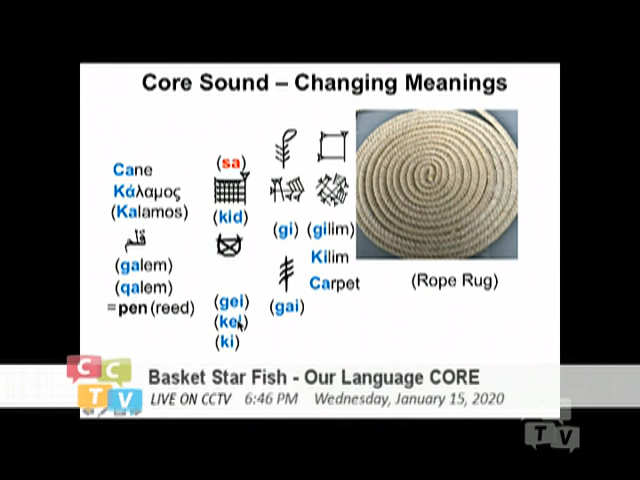 Core Sound – Changing Meanings
Cane
Κάλαμος
(Kalamos)
قلم
(galem)
(qalem)
=pen (reed)
(sa)
(kid)
(gei)
(kei)
(ki)
(gi) (gilim)
Kilim
Carpet
(gai)
(Rope Rug)
CCTV
Basket Star Fish - Our Language CORE
LIVE ON CCTV 6:46 PM Wednesday, January 15, 2020
TV